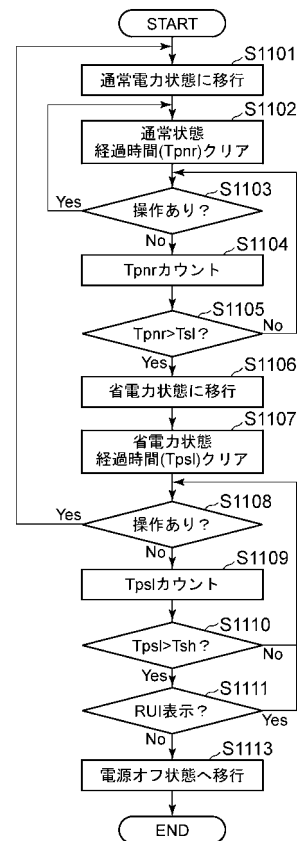 START
S1101
通常電力状態に移行
S1102
通常状態
経過時間(Tpnr)クリア
S1103
操作あり？
Yes
No
S1104
Tpnrカウント
S1105
Tpnr>Tsl？
No
Yes
S1106
省電力状態に移行
S1107
省電力状態
経過時間(Tpsl)クリア
S1108
操作あり？
Yes
No
S1109
Tpslカウント
S1110
Tpsl>Tsh？
No
Yes
S1111
RUI表示？
Yes
No
S1113
電源オフ状態へ移行
END